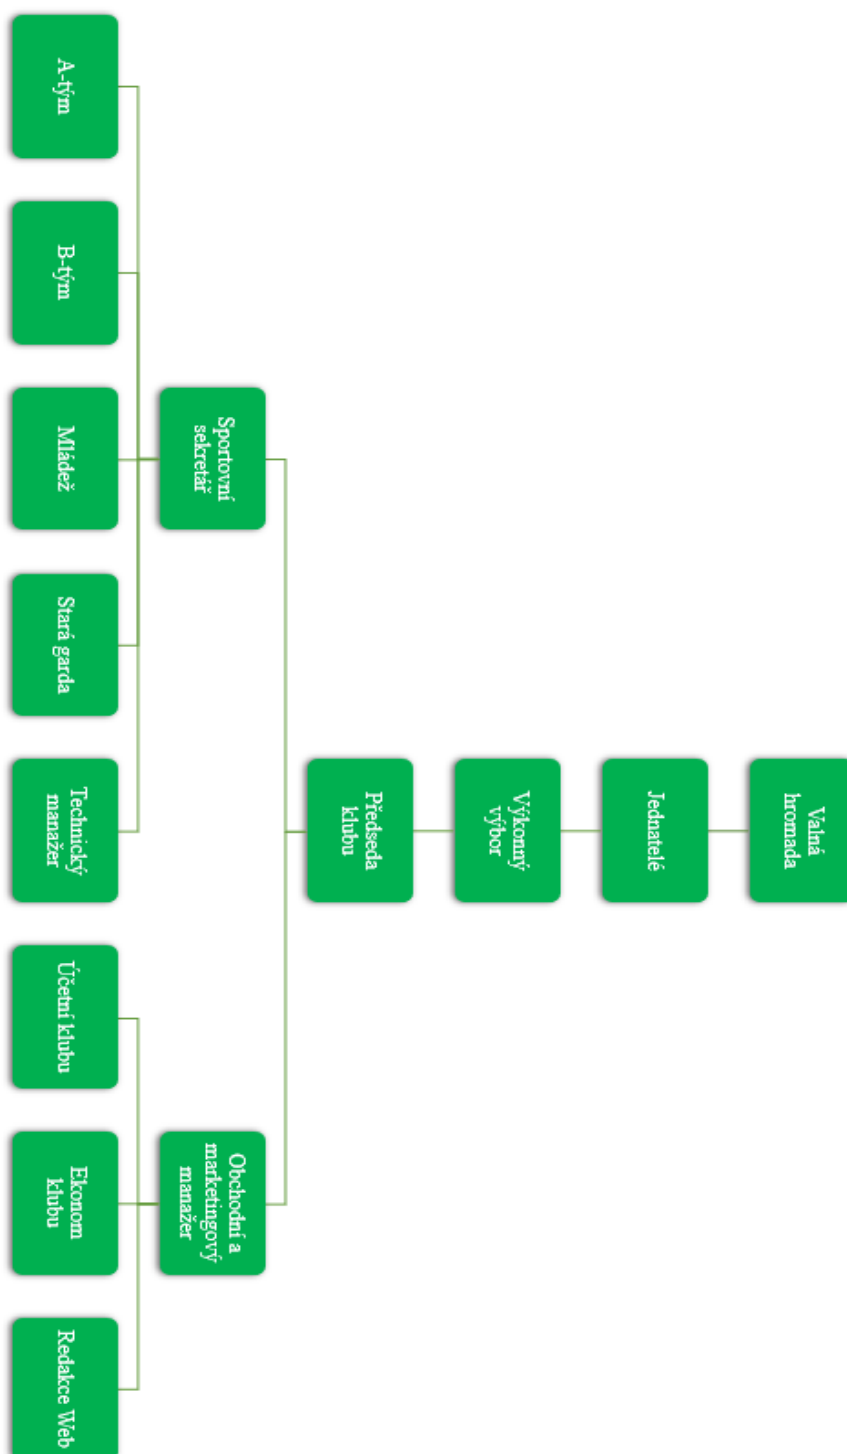 Valná
hromada
Jednatelé
Výkonný
výbor
Předseda
klubu
Sportovní
sekretář
Obchodní a
marketingový
manažer
A-tým
B-tým
Mládež
Stará garda
Technický
manažer
Účetní klubu
Ekonom
klubu
Redakce Web